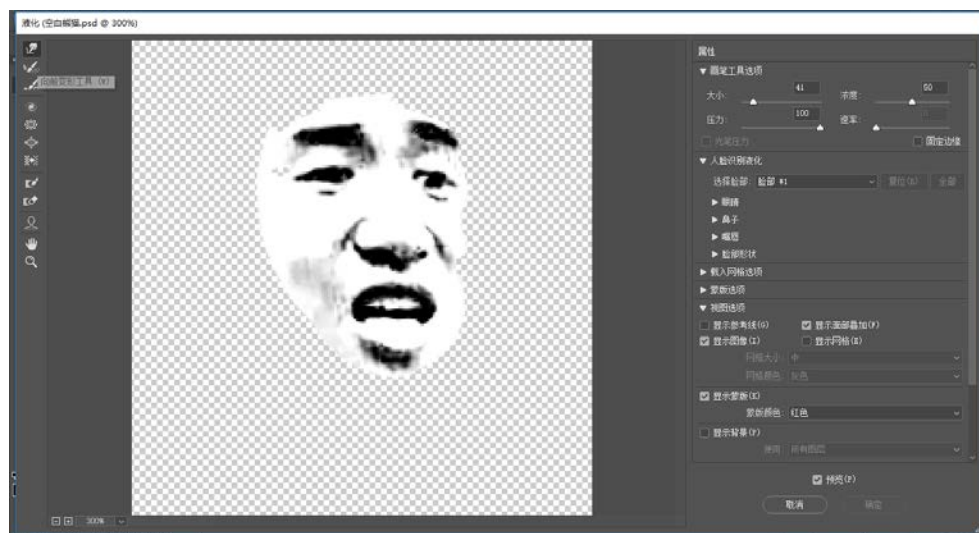 液化 (空白熊猫.psd @ 300%)
向前变形工具 (W)
属性
画笔工具选项
大小: 41 浓度: 50
压力: 100 速率: 0
光笔压力 固定边缘
人脸识别液化
选择脸部: 脸部 #1 复位(S) 全部
眼睛
鼻子
嘴唇
脸部形状
载入网格选项
蒙版选项
视图选项
显示参考线(G) 显示面部叠加(F)
显示图像(I) 显示网格(E)
网格大小: 中
网格颜色: 灰色
显示蒙版(K)
蒙版颜色: 红色
显示背景(P)
使用: 所有图层
预览(P)
取消 确定
300%